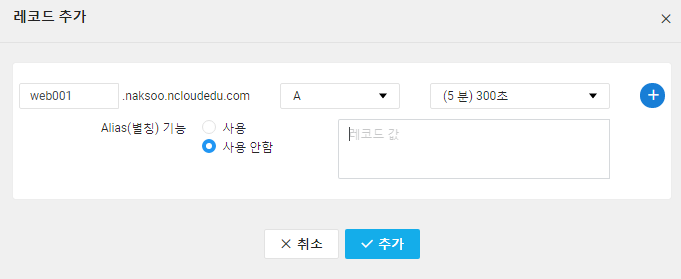 레코드 추가
web001 .naksoo.ncloudedu.com A (5 분) 300초
Alias(별칭) 기능 사용
사용 안함
레코드 값
취소 추가